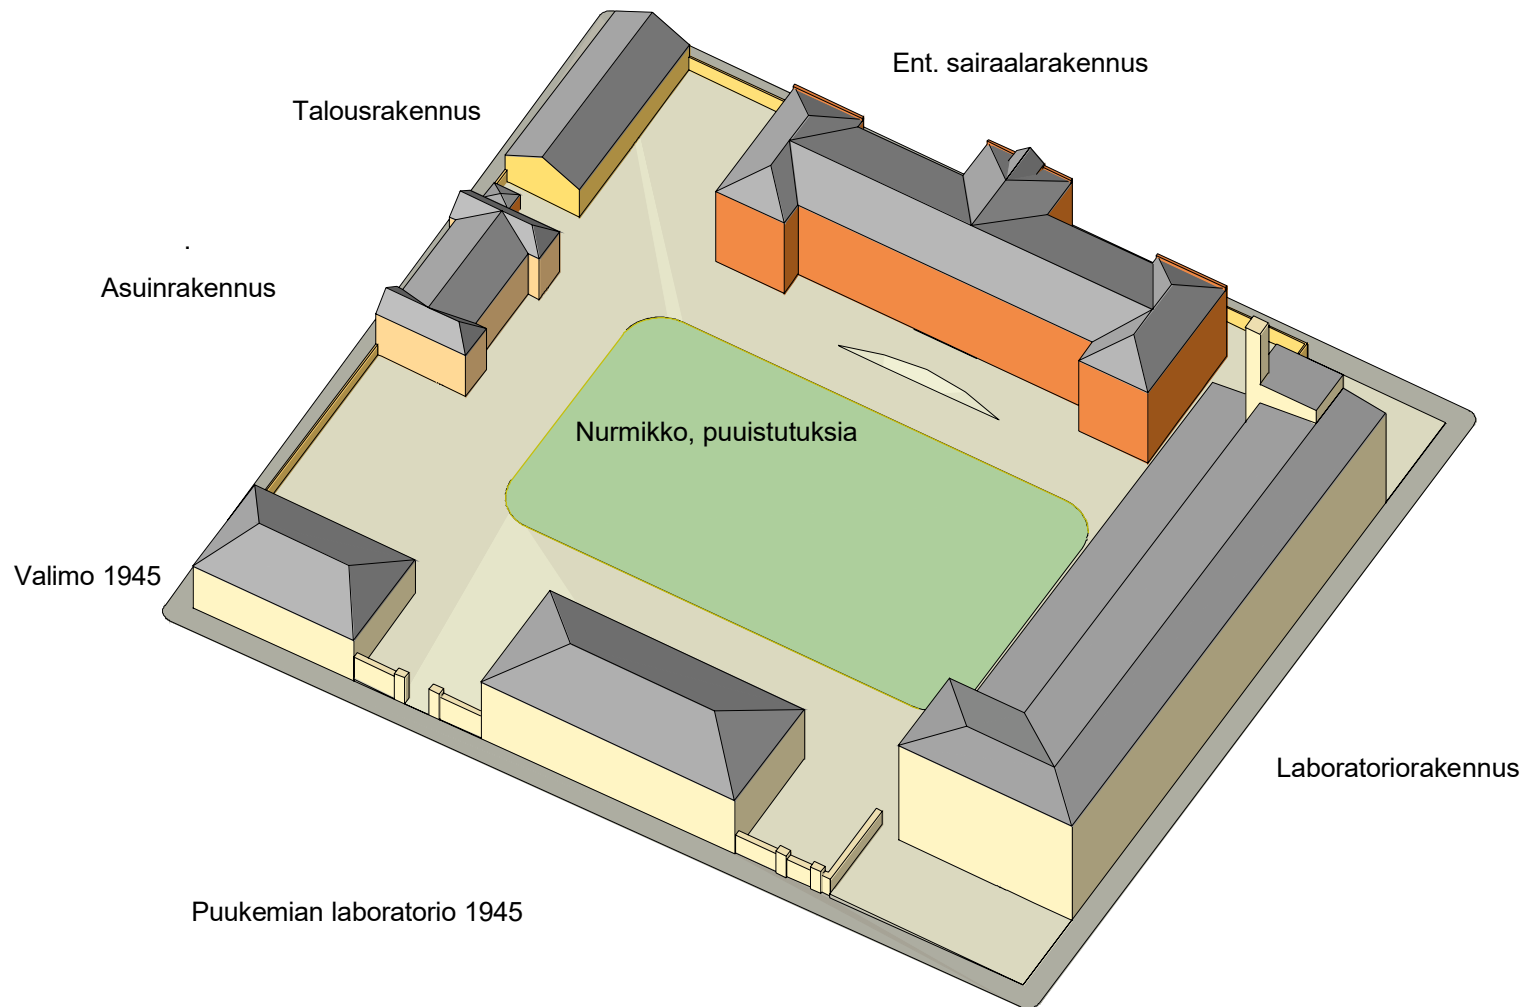 Ent. sairaalarakennus
Talousrakennus
.
Asuinrakennus
Nurmikko, puuistutuksia
Valimo 1945
Laboratoriorakennus
Puukemian laboratorio 1945